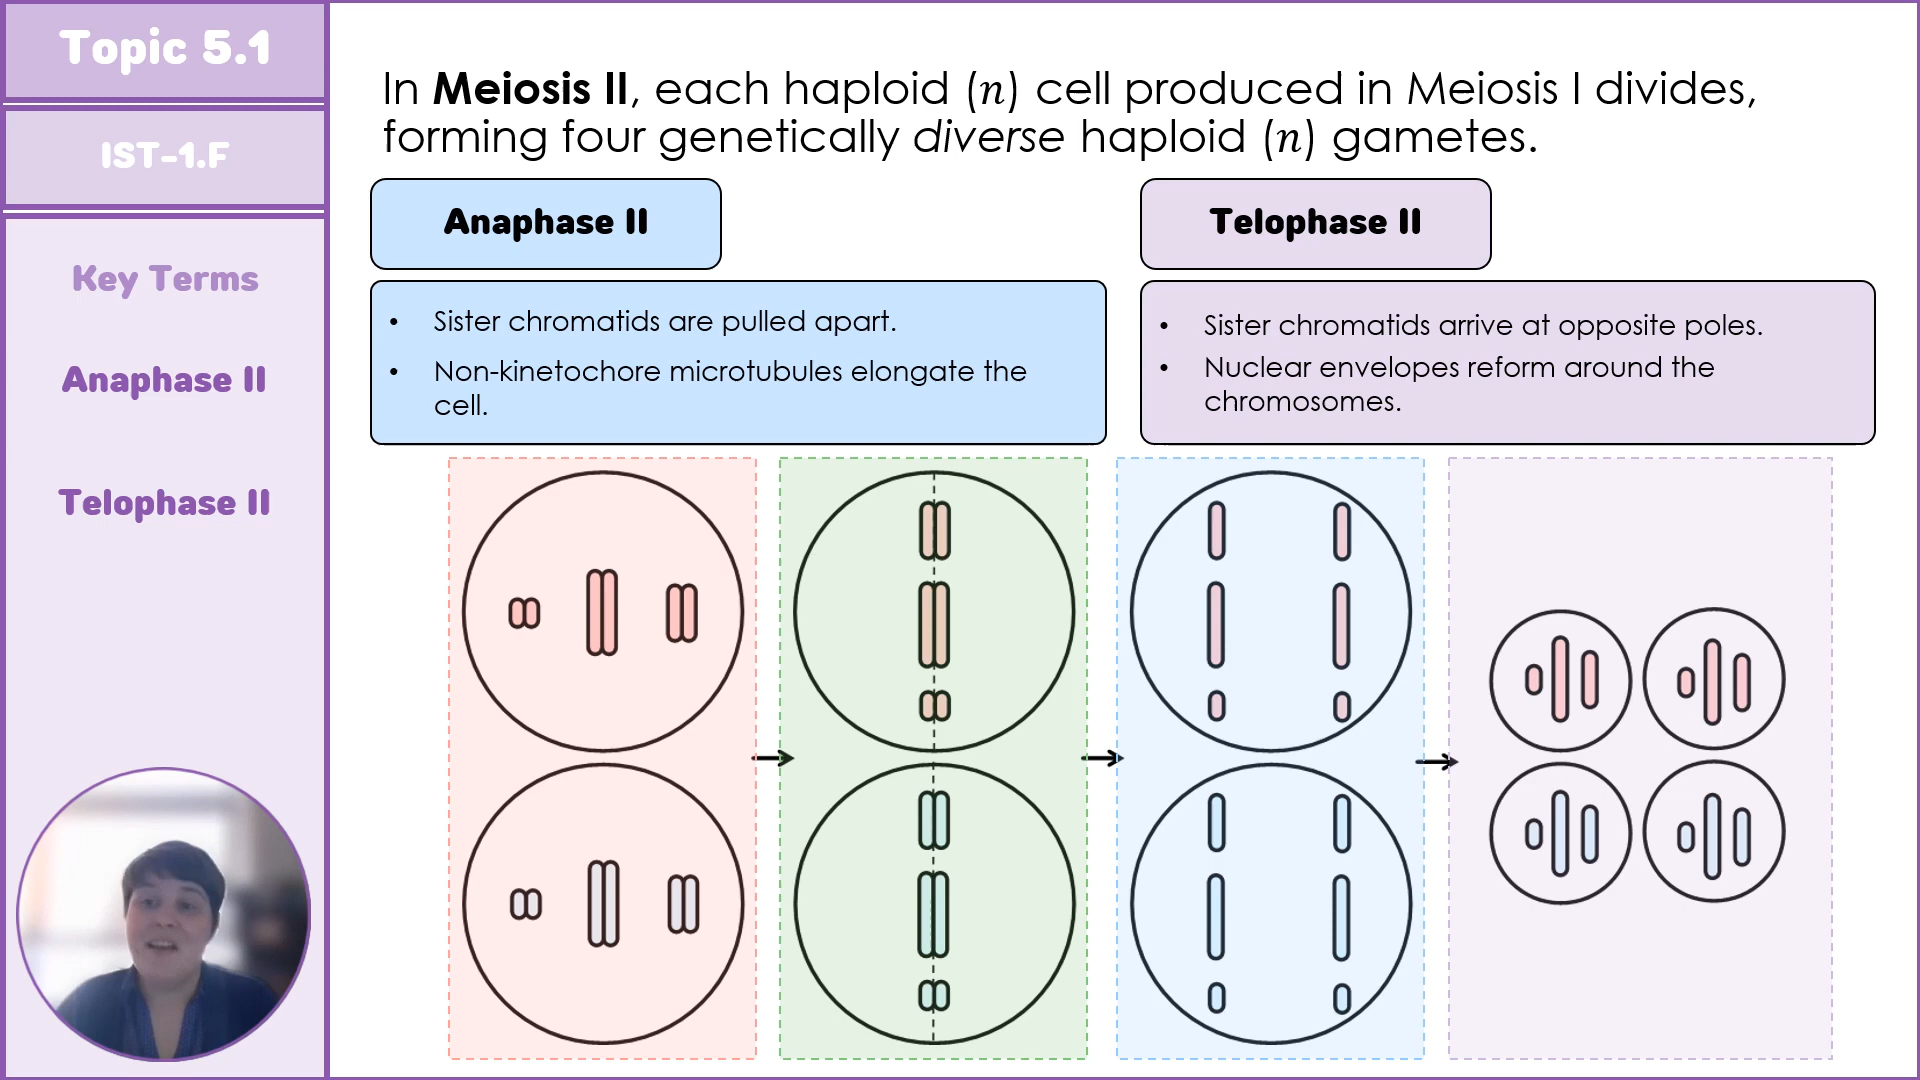 Topic 5.1
IST-1.F
Key Terms
Anaphase II
Telophase II
In Meiosis II, each haploid (n) cell produced in Meiosis I divides,
forming four genetically diverse haploid (n) gametes.
Anaphase II
• Sister chromatids are pulled apart.
• Non-kinetochore microtubules elongate the
cell.
Telophase II
• Sister chromatids arrive at opposite poles.
• Nuclear envelopes reform around the
chromosomes.